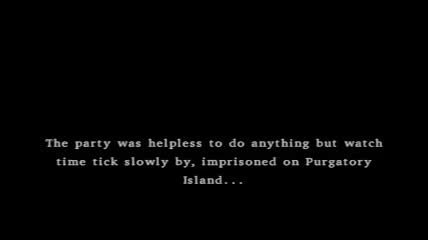 The party was helpless to do anything but watch
time tick slowly by, imprisoned on Purgatory
Island...